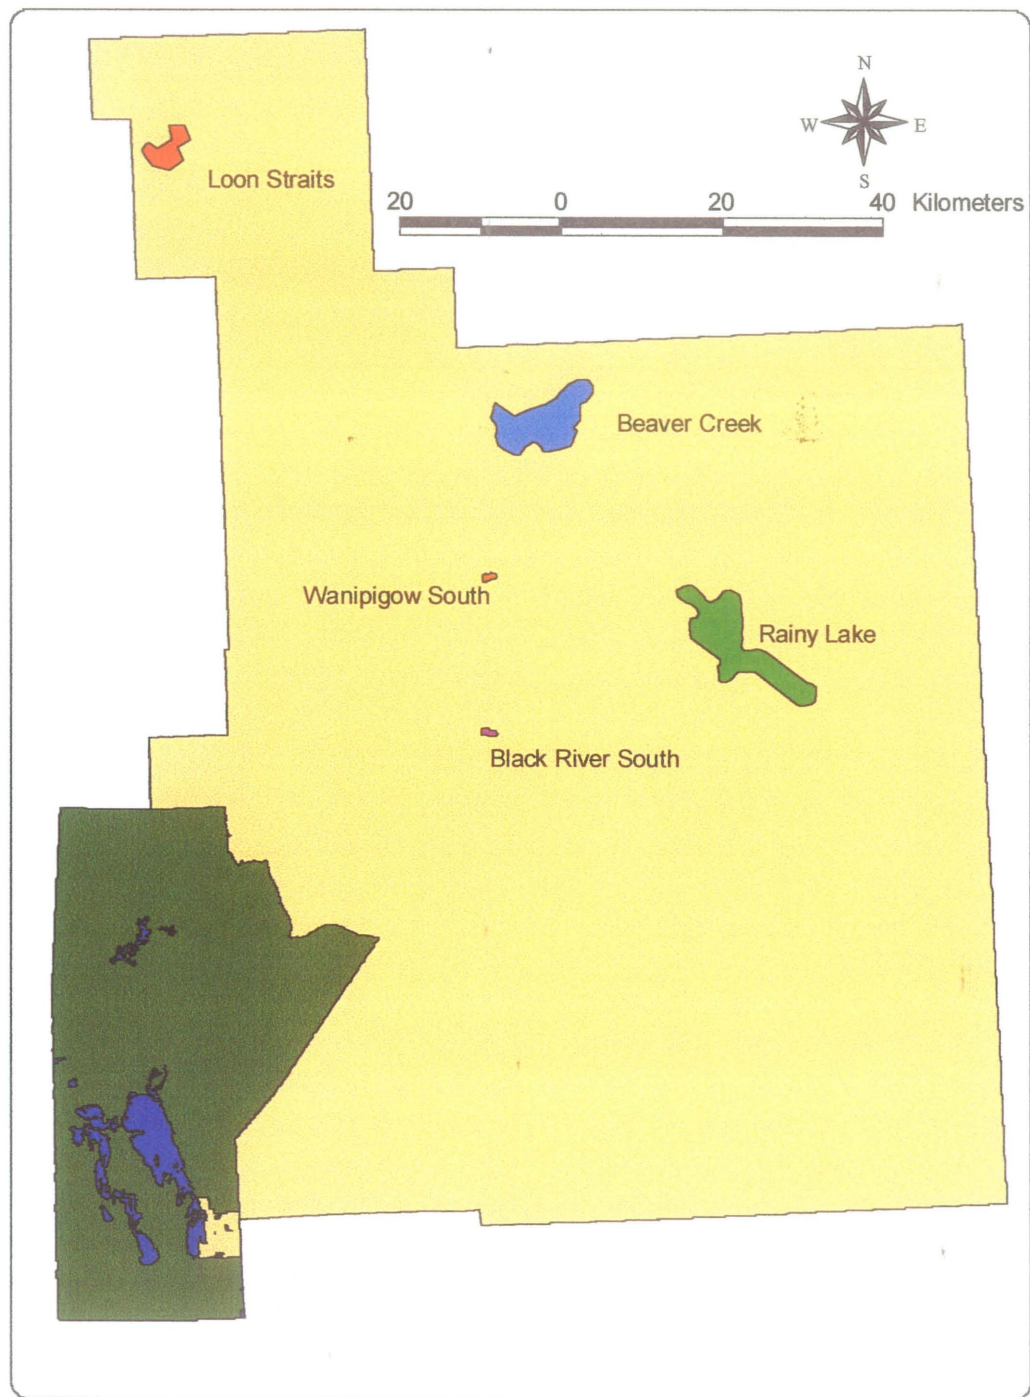 N
W E
S
Loon Straits
20 0 20 40 Kilometers
Beaver Creek
Wanipigow South
Rainy Lake
Black River South